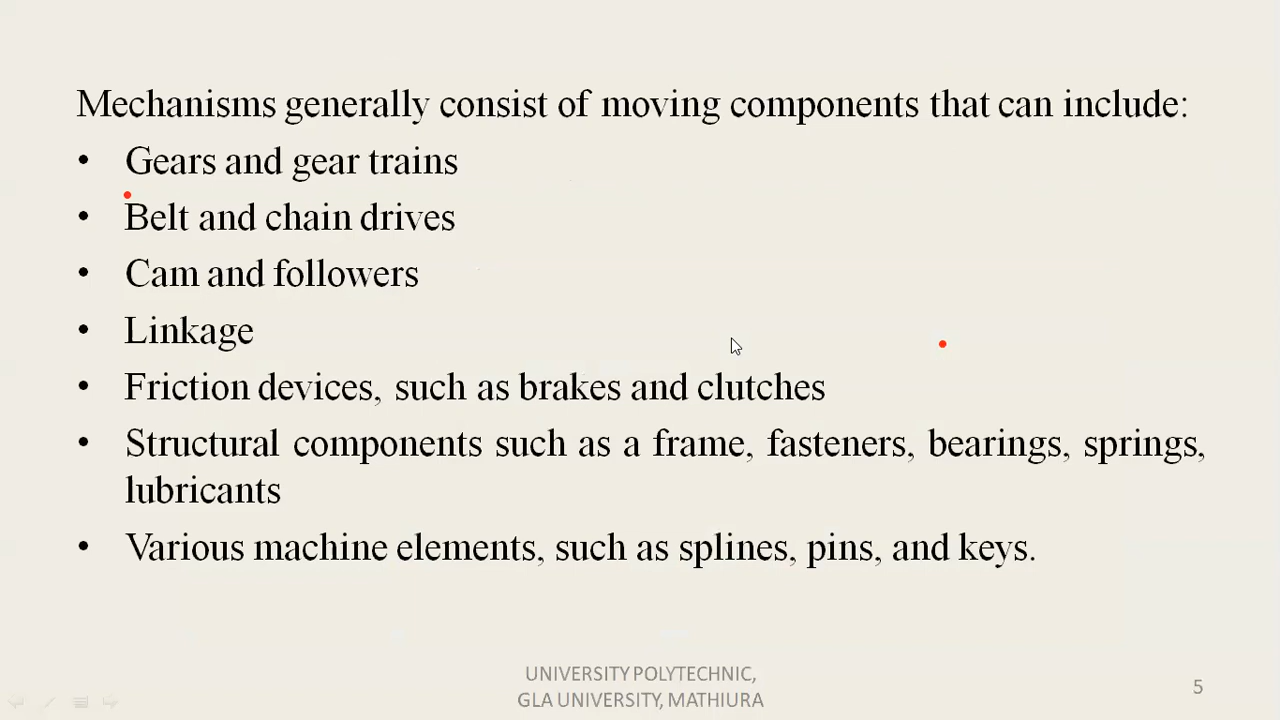 Mechanisms generally consist of moving components that can include:
• Gears and gear trains
• Belt and chain drives
• Cam and followers
• Linkage
• Friction devices, such as brakes and clutches
• Structural components such as a frame, fasteners, bearings, springs,
lubricants
• Various machine elements, such as splines, pins, and keys.
UNIVERSITY POLYTECHNIC,
GLA UNIVERSITY, MATHIURA
5